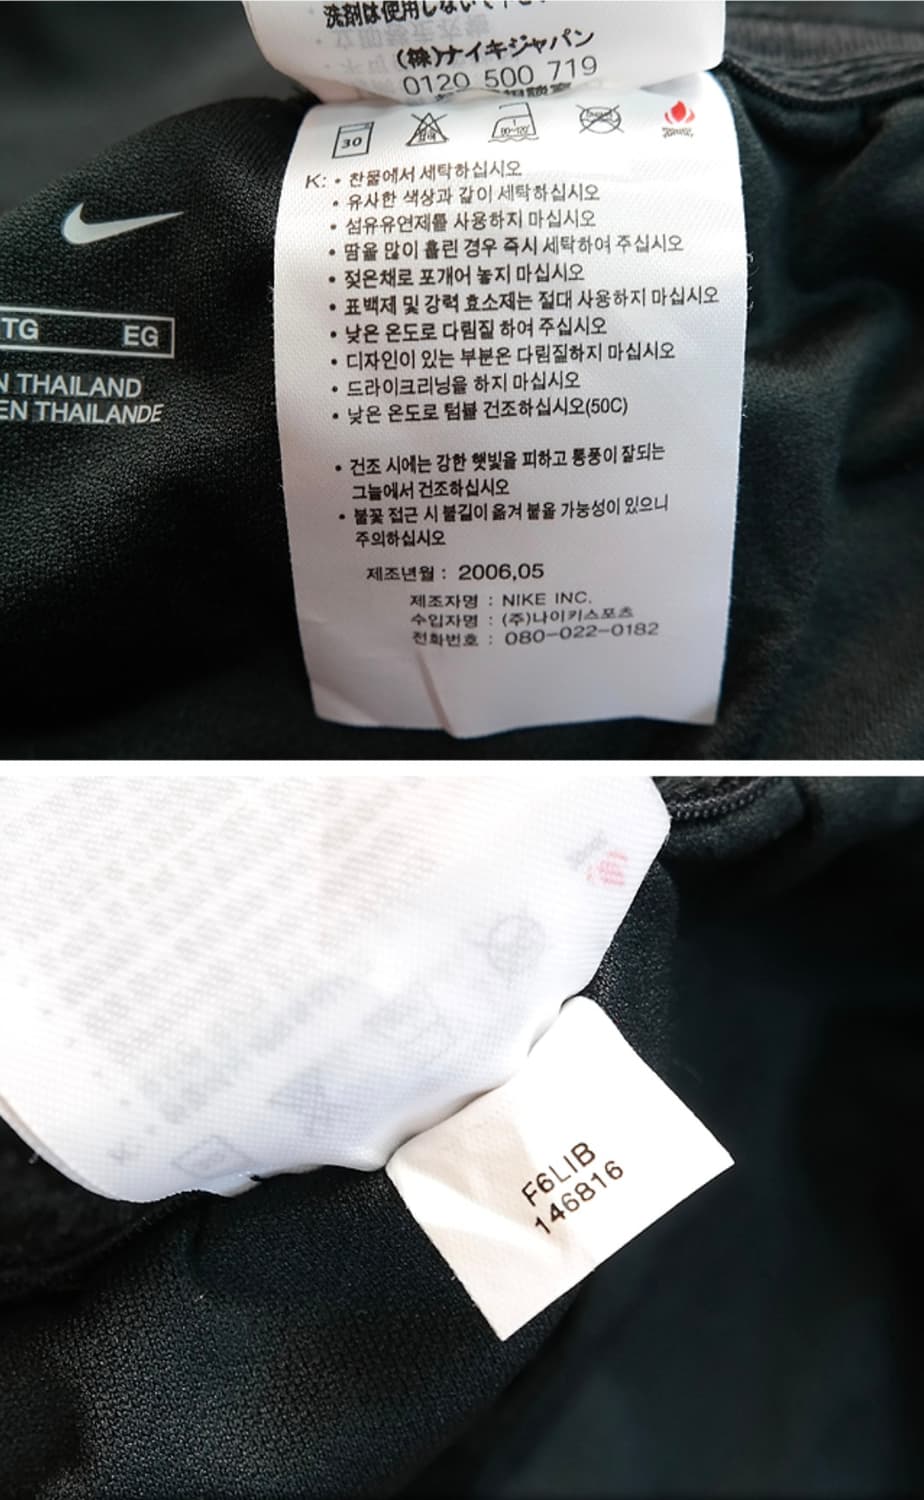 洗剤は使用しない
(株)ナイキジャパン
0120 500 719
30
K: • 찬물에서 세탁하십시오
• 유사한 색상과 같이 세탁하십시오
• 섬유유연제를 사용하지 마십시오
• 땀을 많이 흘린 경우 즉시 세탁하여 주십시오
• 젖은채로 포개어 놓지 마십시오
• 표백제 및 강력 효소제는 절대 사용하지 마십시오
• 낮은 온도로 다림질 하여 주십시오
• 디자인이 있는 부분은 다림질하지 마십시오
• 드라이크리닝을 하지 마십시오
• 낮은 온도로 텀블 건조하십시오(50C)
• 건조 시에는 강한 햇빛을 피하고 통풍이 잘되는
그늘에서 건조하십시오
• 불꽃 접근 시 불길이 옮겨 붙을 가능성이 있으니
주의하십시오
제조년월 : 2006,05
제조자명 : NIKE INC.
수입자명 : (주)나이키스포츠
전화번호 : 080-022-0182
TG EG
N THAILAND
EN THAILANDE
F6LIB
146816